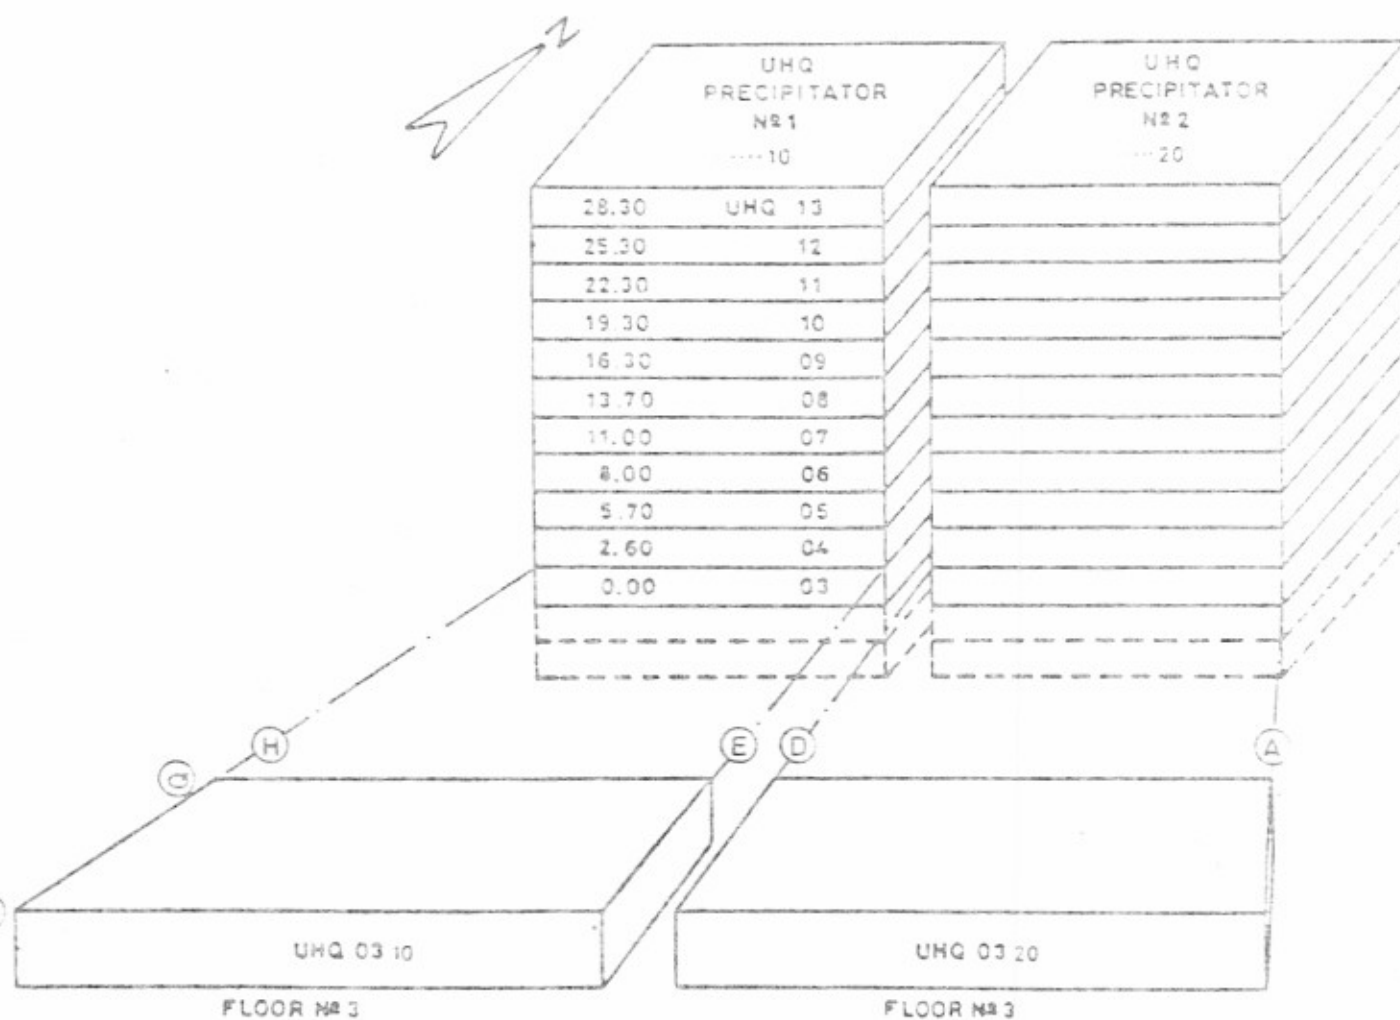 N
UHQ
PRECIPITATOR
Nº 1
····10
UHQ
PRECIPITATOR
Nº 2
···20
28.30 UHQ 13
25.30 12
22.30 11
19.30 10
16.30 09
13.70 08
11.00 07
8.00 06
5.70 05
2.60 04
0.00 03
H E D A
UHQ 03 10
UHQ 03 20
FLOOR Nº 3
FLOOR Nº 3